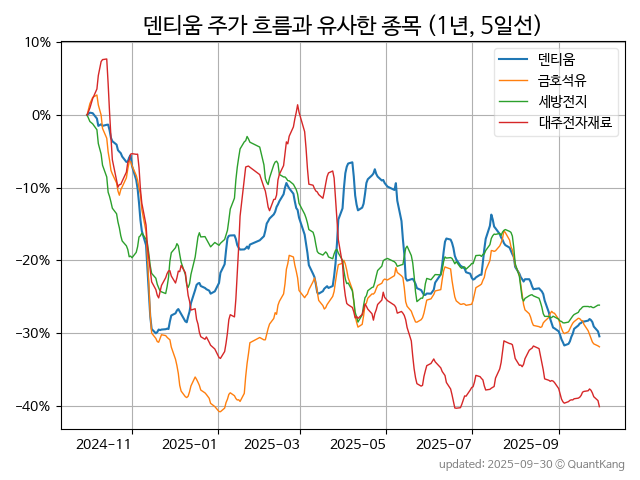 덴티움 주가 흐름과 유사한 종목 (1년, 5일선)
10%
0%
−10%
−20%
−30%
−40%
덴티움
금호석유
세방전지
대주전자재료
2024-11
2025-01
2025-03
2025-05
2025-07
2025-09
updated: 2025-09-30 © QuantKang